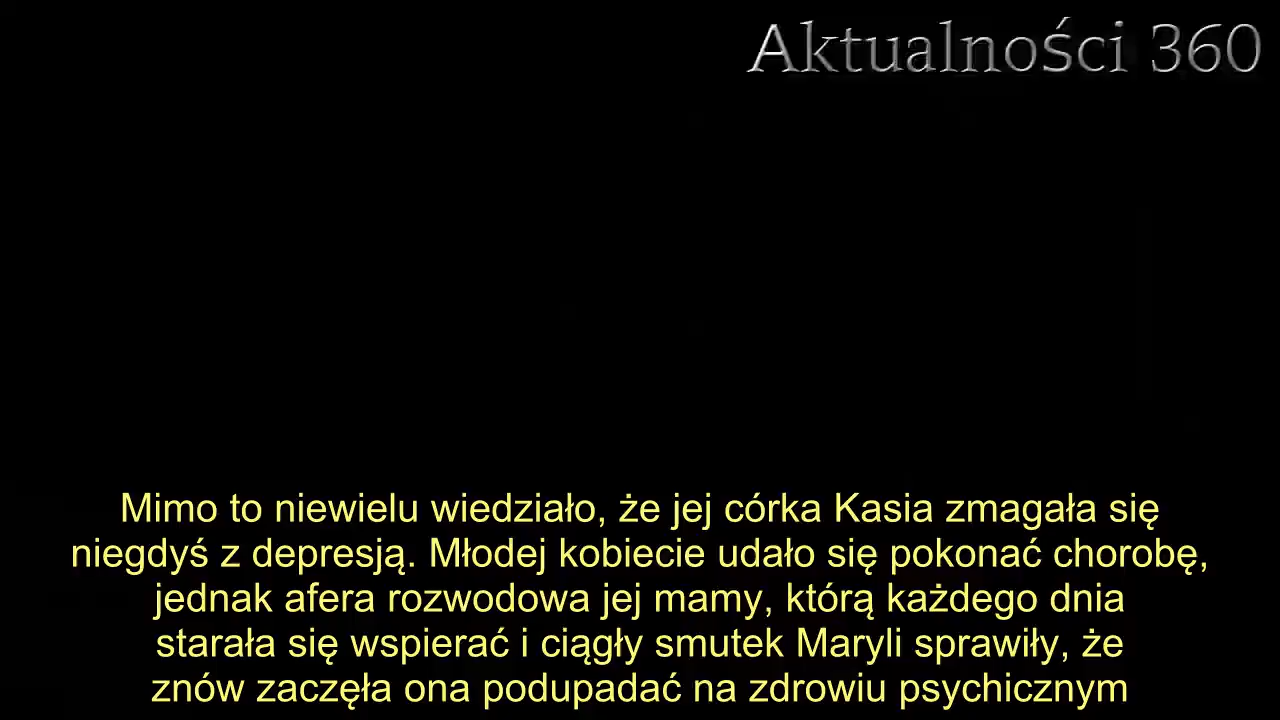 Aktualności 360
Mimo to niewielu wiedziało, że jej córka Kasia zmagała się
niegdyś z depresją. Młodej kobiecie udało się pokonać chorobę,
jednak afera rozwodowa jej mamy, którą każdego dnia
starała się wspierać i ciągły smutek Maryli sprawiły, że
znów zaczęła ona podupadać na zdrowiu psychicznym